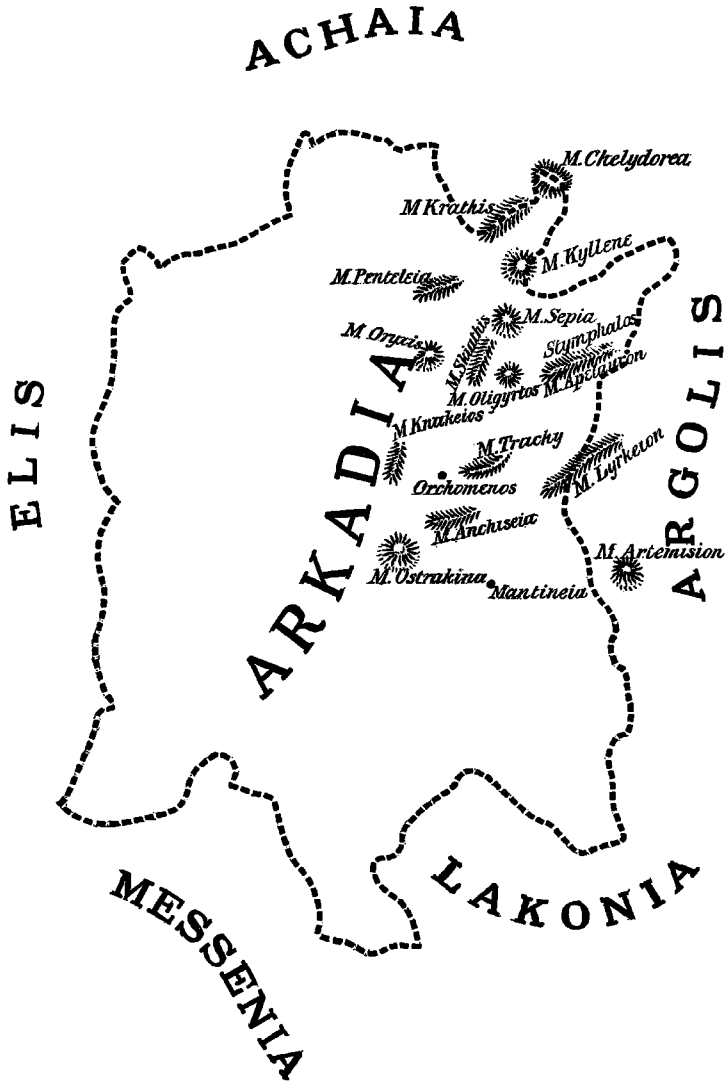 ACHAIA
M. Chelydorea
M Krathis
M. Kyllene
M. Penteleia
M. Sepia
M. Oryxis
M. Skiathis
Stymphalos
M. Apelauron
M. Oligyrtos
M Knakeios
M. Trachy
M. Lyrkeion
Orchomenos
M. Anchiseia
M. Artemision
M. Ostrakina
Mantineia
ARKADIA
ELIS
ARGOLIS
LAKONIA
MESSENIA